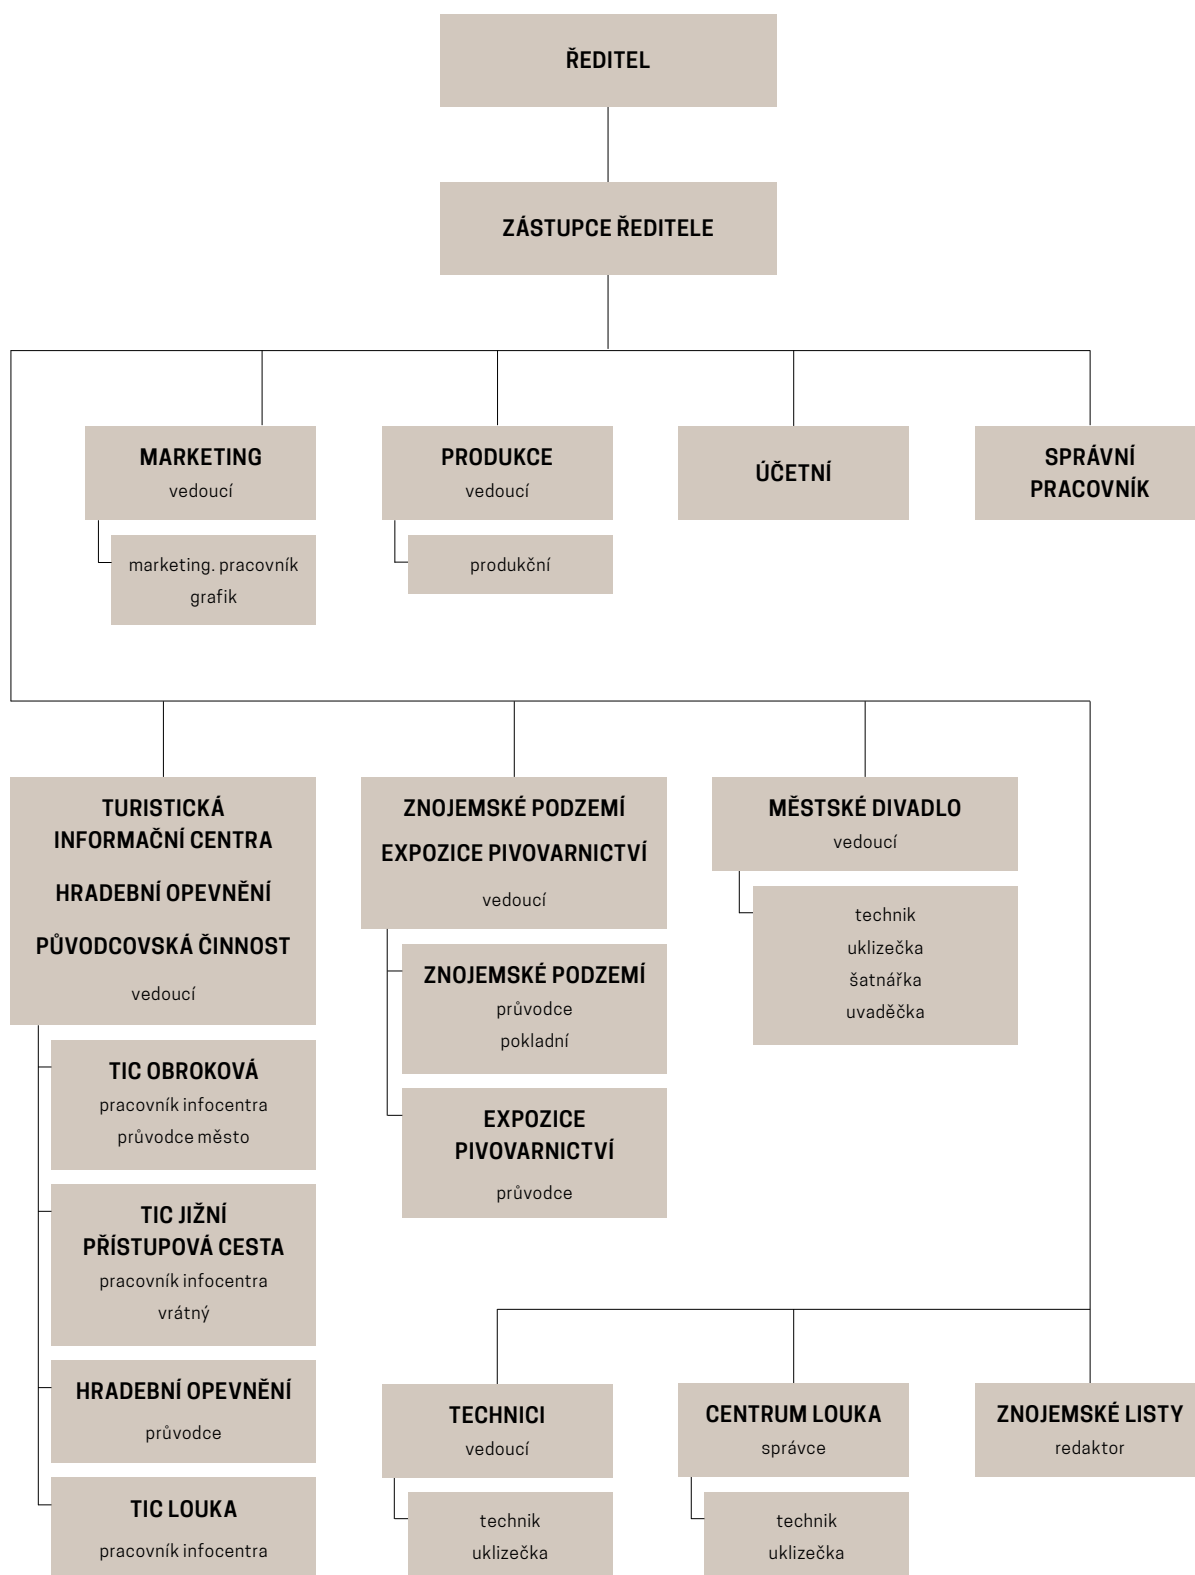 ŘEDITEL
ZÁSTUPCE ŘEDITELE
MARKETING
vedoucí
marketing. pracovník
grafik
PRODUKCE
vedoucí
produkční
ÚČETNÍ
SPRÁVNÍ
PRACOVNÍK
TURISTICKÁ
INFORMAČNÍ CENTRA
HRADEBNÍ OPEVNĚNÍ
PŮVODCOVSKÁ ČINNOST
vedoucí
TIC OBROKOVÁ
pracovník infocentra
průvodce město
TIC JIŽNÍ
PŘÍSTUPOVÁ CESTA
pracovník infocentra
vrátný
HRADEBNÍ OPEVNĚNÍ
průvodce
TIC LOUKA
pracovník infocentra
ZNOJEMSKÉ PODZEMÍ
EXPOZICE PIVOVARNICTVÍ
vedoucí
ZNOJEMSKÉ PODZEMÍ
průvodce
pokladní
EXPOZICE
PIVOVARNICTVÍ
průvodce
MĚSTSKÉ DIVADLO
vedoucí
technik
uklizečka
šatnářka
uvaděčka
TECHNICI
vedoucí
technik
uklizečka
CENTRUM LOUKA
správce
technik
uklizečka
ZNOJEMSKÉ LISTY
redaktor